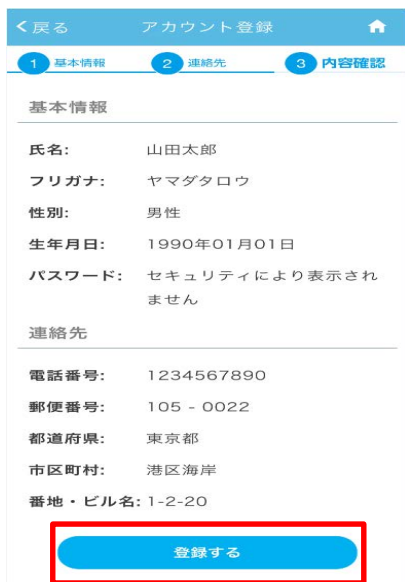 戻る アカウント登録
1 基本情報 2 連絡先 3 内容確認
基本情報
氏名: 山田太郎
フリガナ: ヤマダタロウ
性別: 男性
生年月日: 1990年01月01日
パスワード: セキュリティにより表示され
ません
連絡先
電話番号: 1234567890
郵便番号: 105 - 0022
都道府県: 東京都
市区町村: 港区海岸
番地・ビル名: 1-2-20
登録する